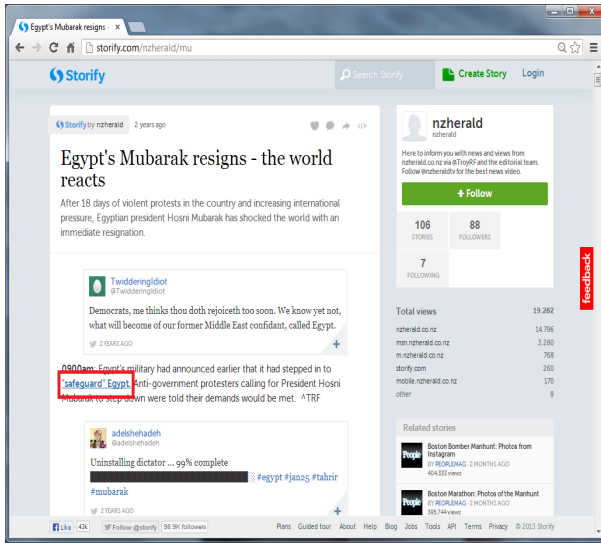 Egypt's Mubarak resigns - ×
storify.com/nzherald/mu
Storify
Search Storify
Create Story
Login
Storify by nzherald 2 years ago
Egypt's Mubarak resigns - the world
reacts
After 18 days of violent protests in the country and increasing international
pressure, Egyptian president Hosni Mubarak has shocked the world with an
immediate resignation.
TwidderingIdiot
@TwidderingIdiot
Democrats, me thinks thou doth rejoiceth too soon. We know yet not,
what will become of our former Middle East confidant, called Egypt.
2 YEARS AGO
+
0900am: Egypt's military had announced earlier that it had stepped in to
"safeguard" Egypt. Anti-government protesters calling for President Hosni
Mubarak to step down were told their demands would be met. ^TRF
adelshehadeh
@adelshehadeh
Uninstalling dictator ... 99% complete
#egypt #jan25 #tahrir
#mubarak
2 YEARS AGO
+
nzherald
nzherald
Here to inform you with news and views from
nzherald.co.nz via @TroyRF and the editorial team.
Follow @nzheraldtv for the best news video.
+ Follow
106
STORIES
88
FOLLOWERS
7
FOLLOWING
feedback
Total views 19.282
nzherald.co.nz 14.796
msn.nzherald.co.nz 3.280
m.nzherald.co.nz 768
storify.com 260
mobile.nzherald.co.nz 170
other 8
Related stories
People
Boston Bomber Manhunt: Photos from
Instagram
BY PEOPLEMAG · 2 MONTHS AGO
404,333 views
People
Boston Marathon: Photos of the Manhunt
BY PEOPLEMAG · 2 MONTHS AGO
395,744 views
Like 43k
Follow @storify 98.9K followers
Plans Guided tour About Help Blog Jobs Tools API Terms Privacy © 2013 Storify